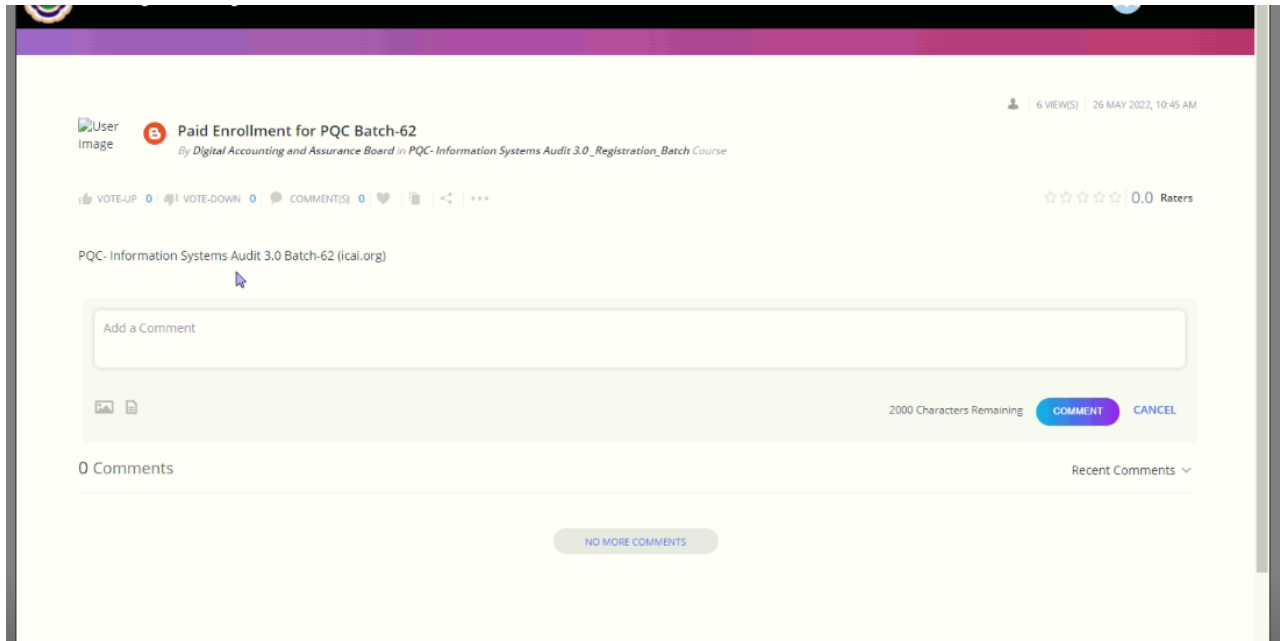 6 VIEW(S) 26 MAY 2022, 10:45 AM
User Image
Paid Enrollment for PQC Batch-62
By Digital Accounting and Assurance Board in PQC- Information Systems Audit 3.0_Registration_Batch Course
VOTE-UP 0 VOTE-DOWN 0 COMMENT(S) 0
0.0 Raters
PQC- Information Systems Audit 3.0 Batch-62 (icai.org)
Add a Comment
2000 Characters Remaining COMMENT CANCEL
0 Comments
Recent Comments
NO MORE COMMENTS